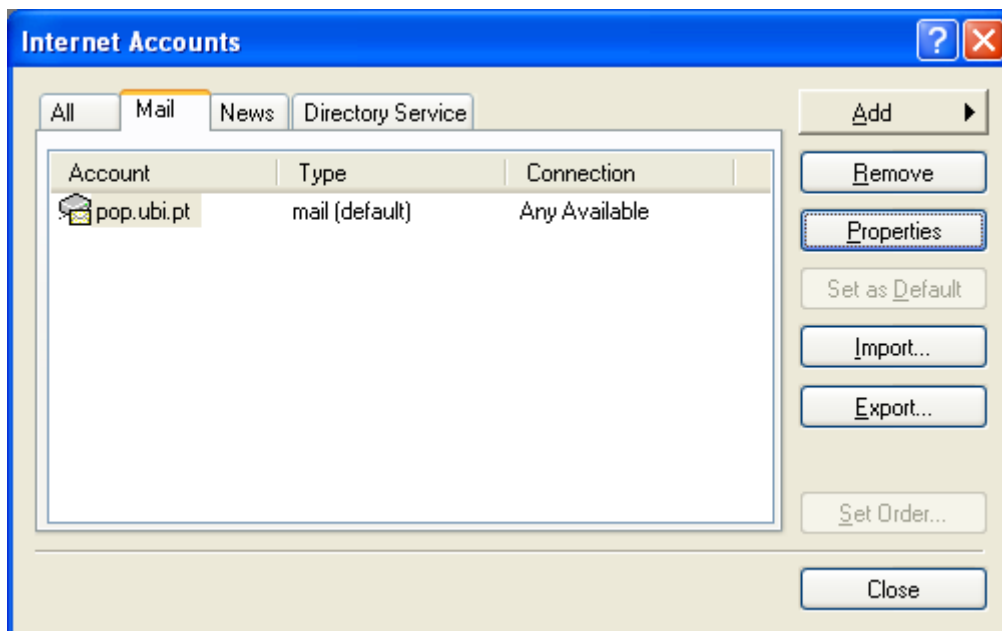 Internet Accounts
All Mail News Directory Service
Add
Remove
Properties
Set as Default
Import...
Export...
Set Order...
Close
Account Type Connection
pop.ubi.pt mail (default) Any Available